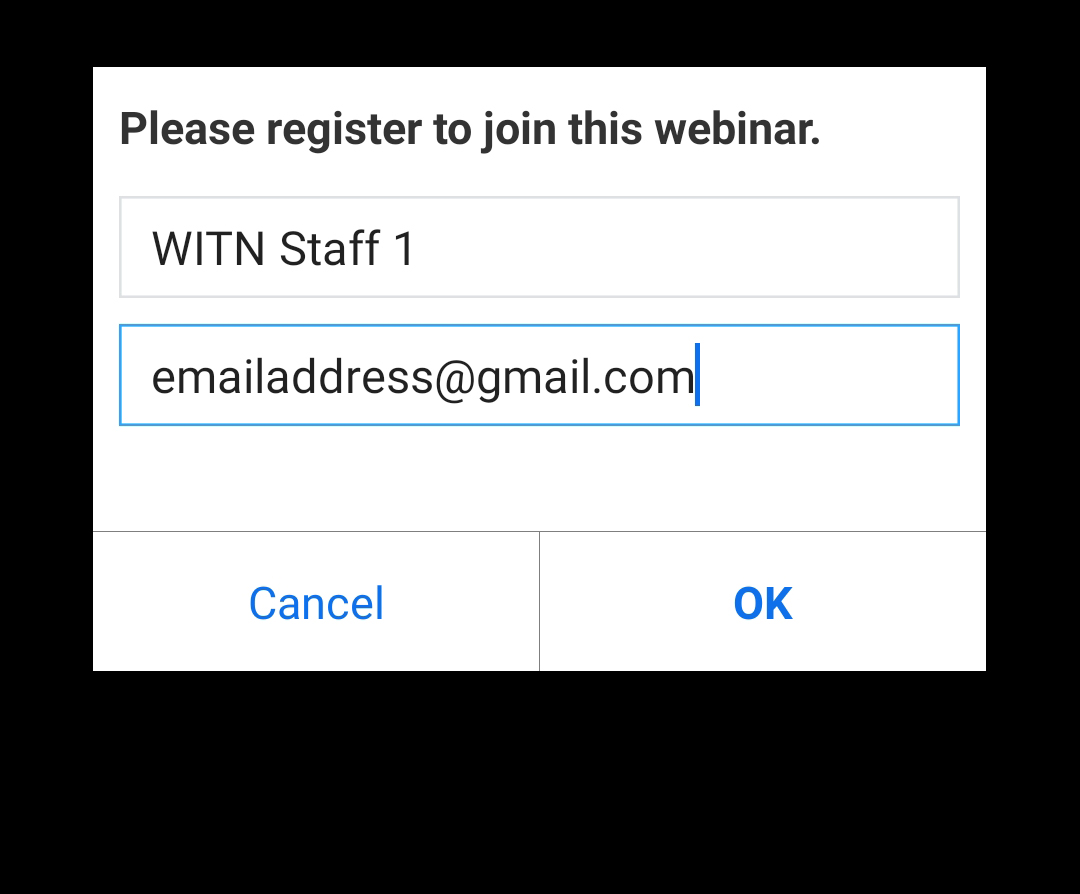 Please register to join this webinar.
WITN Staff 1
emailaddress@gmail.com
Cancel
OK